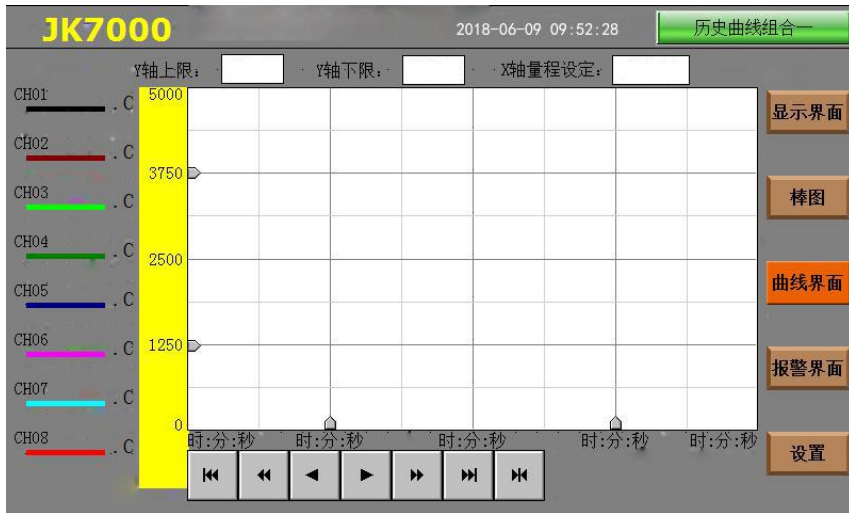 JK7000
2018-06-09 09:52:28
历史曲线组合一
Y轴上限：
Y轴下限：
X轴量程设定：
CH01 .C
CH02 .C
CH03 .C
CH04 .C
CH05 .C
CH06 .C
CH07 .C
CH08 .C
5000
3750
2500
1250
0
时:分:秒 时:分:秒 时:分:秒 时:分:秒 时:分:秒
显示界面
棒图
曲线界面
报警界面
设置